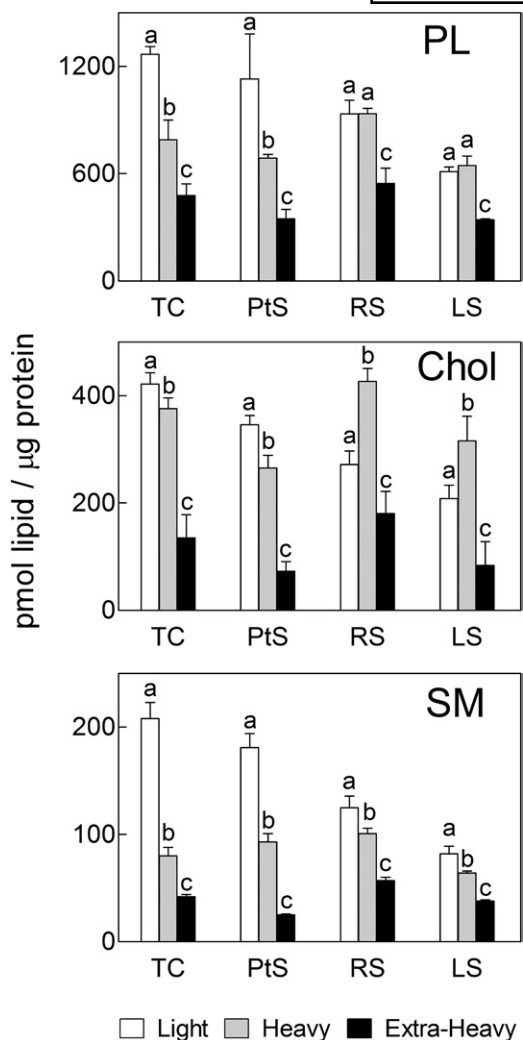 PL
1200
600
0
a b c a b c a a c a a c
TC PtS RS LS
Chol
400
200
0
a b c a b c a b c a b c
TC PtS RS LS
SM
200
100
0
a b c a b c a b c a b c
TC PtS RS LS
pmol lipid / μg protein
Light Heavy Extra-Heavy